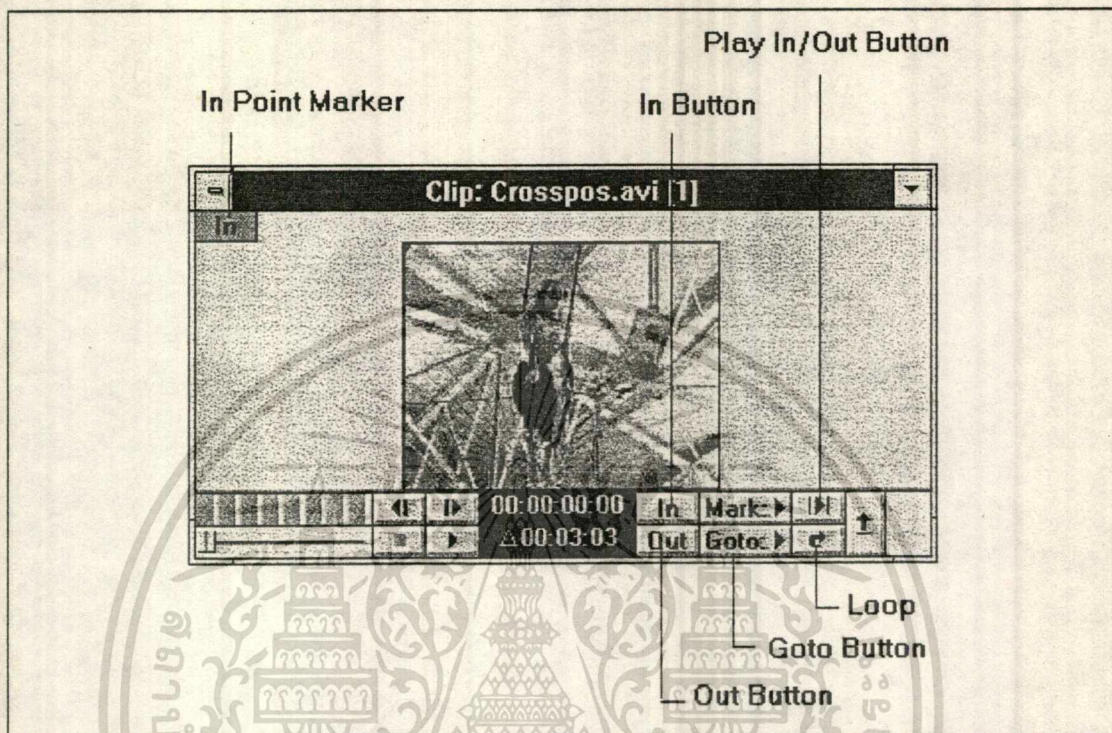 Play In/Out Button
In Point Marker
In Button
Clip: Crosspos.avi [1]
In
00:00:00:00
In
Mark:
△00:03:03
Out
Goto:
Loop
Goto Button
Out Button